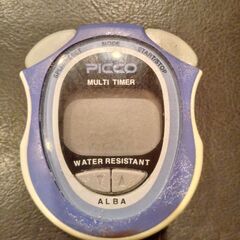 MODE
START/STOP
PICCO
MULTI TIMER
WATER RESISTANT
ALBA